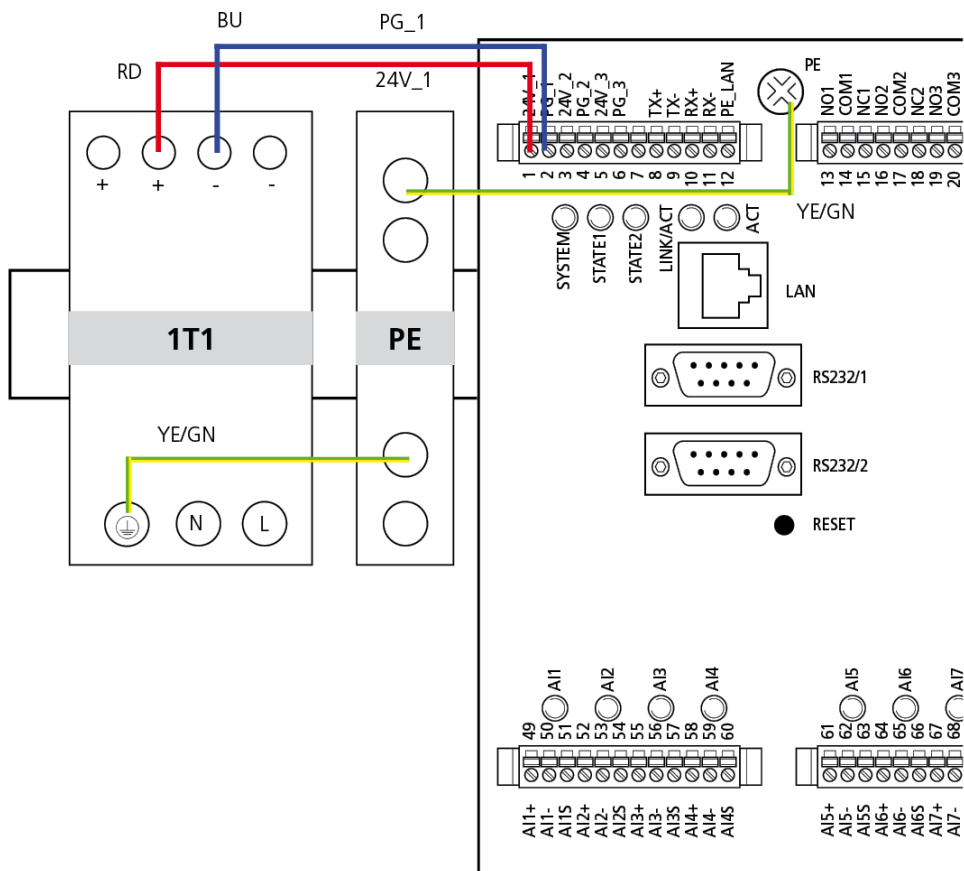 BU
PG_1
RD
24V_1
+
+
-
-
1T1
PE
YE/GN
N
L
24V_1
PG_1
24V_2
PG_2
24V_3
PG_3
TX+
TX-
RX+
RX-
PE_LAN
PE
NO1
COM1
NC1
NO2
COM2
NC2
NO3
COM3
1
2
3
4
5
6
7
8
9
10
11
12
13
14
15
16
17
18
19
20
YE/GN
SYSTEM
STATE1
STATE2
LINK/ACT
ACT
LAN
RS232/1
RS232/2
RESET
AI1
AI2
AI3
AI4
AI5
AI6
AI7
49
50
51
52
53
54
55
56
57
58
59
60
61
62
63
64
65
66
67
68
AI1+
AI1-
AI1S
AI2+
AI2-
AI2S
AI3+
AI3-
AI3S
AI4+
AI4-
AI4S
AI5+
AI5-
AI5S
AI6+
AI6-
AI6S
AI7+
AI7-